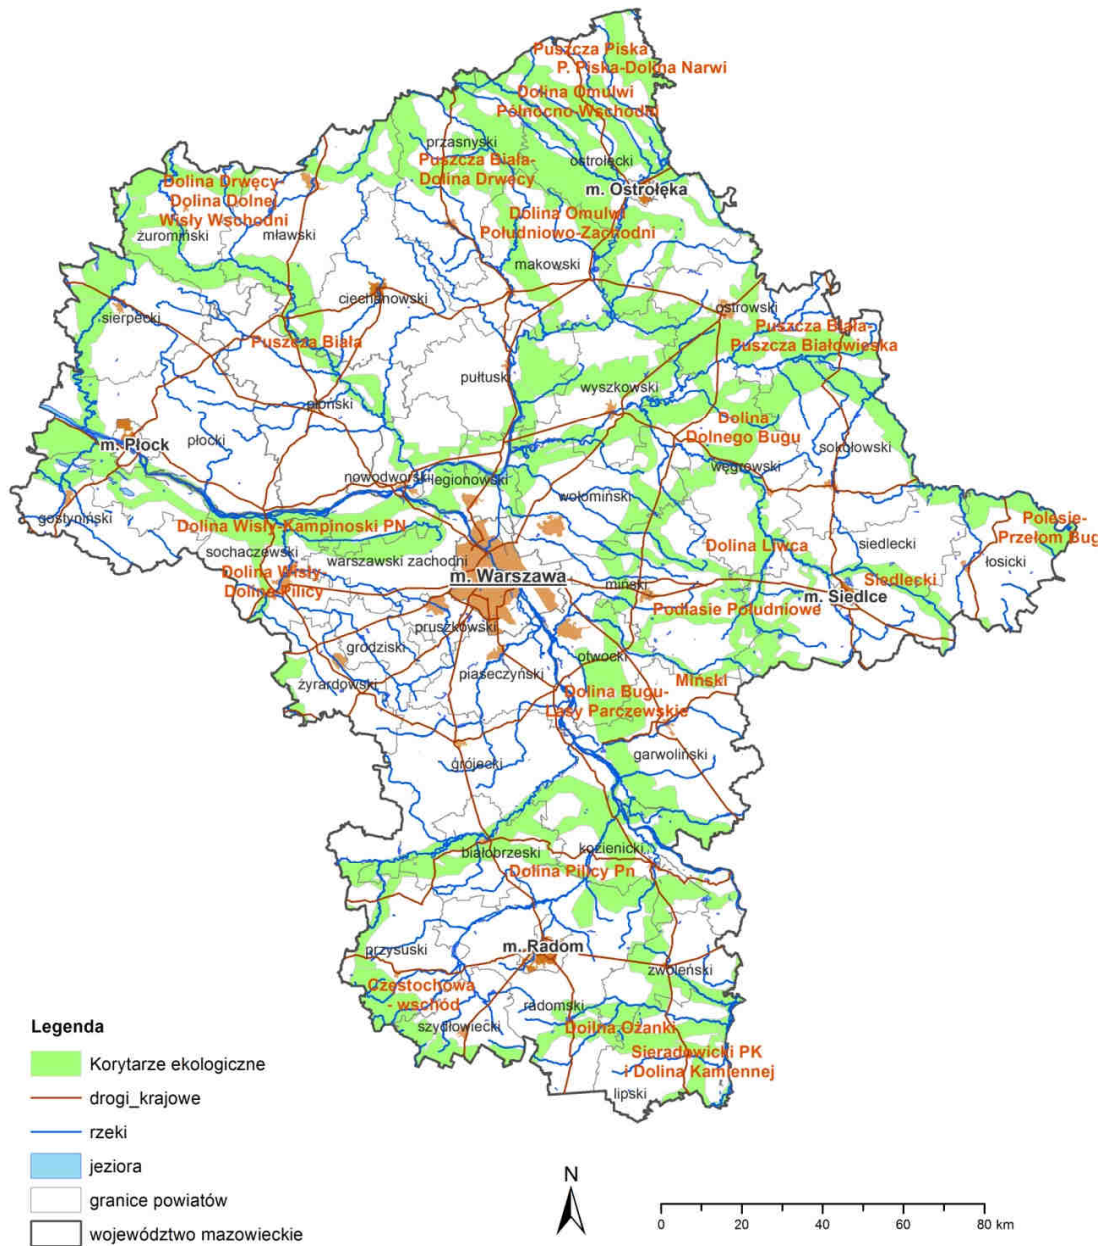 Puszcza Piska
P. Piska-Dolina Narwi
Dolina Omulwi
Północno-Wschodni
przasnyski
ostrołęcki
Puszcza Biała-
Dolina Drwęcy
m. Ostrołęka
Dolina Drwęcy-
Dolina Dolnej
Wisły Wschodni
żuromiński
mławski
Dolina Omulwi
Południowo-Zachodni
makowski
ciechanowski
sierpecki
ostrowski
Puszcza Biała-
Puszcza Białowieska
Puszcza Biała
pułtuski
wyszkowski
płoński
Dolina
Dolnego Bugu
m. Płock
płocki
sokołowski
węgrowski
nowodworski
legionowski
wołomiński
gostyniński
Dolina Wisły-Kampinoski PN
Polesie-
Przełom Bug
sochaczewski
warszawski zachodni
Dolina Liwca
siedlecki
łosicki
Dolina Wisły-
Dolina Pilicy
m. Warszawa
miński
Siedlecki
m. Siedlce
Podlasie Południowe
pruszkowski
grodziski
otwocki
piaseczyński
żyrardowski
Miński
Dolina Bugu-
Lasy Parczewskie
garwoliński
grójecki
białobrzeski
kozienicki
Dolina Pilicy Pn
przysuski
m. Radom
zwoleński
Częstochowa
- wschód
radomski
szydłowiecki
Doilna Ożanki
Sieradowicki PK
i Dolina Kamiennej
lipski
Legenda
Korytarze ekologiczne
drogi_krajowe
rzeki
jeziora
granice powiatów
województwo mazowieckie
N
0 20 40 60 80 km